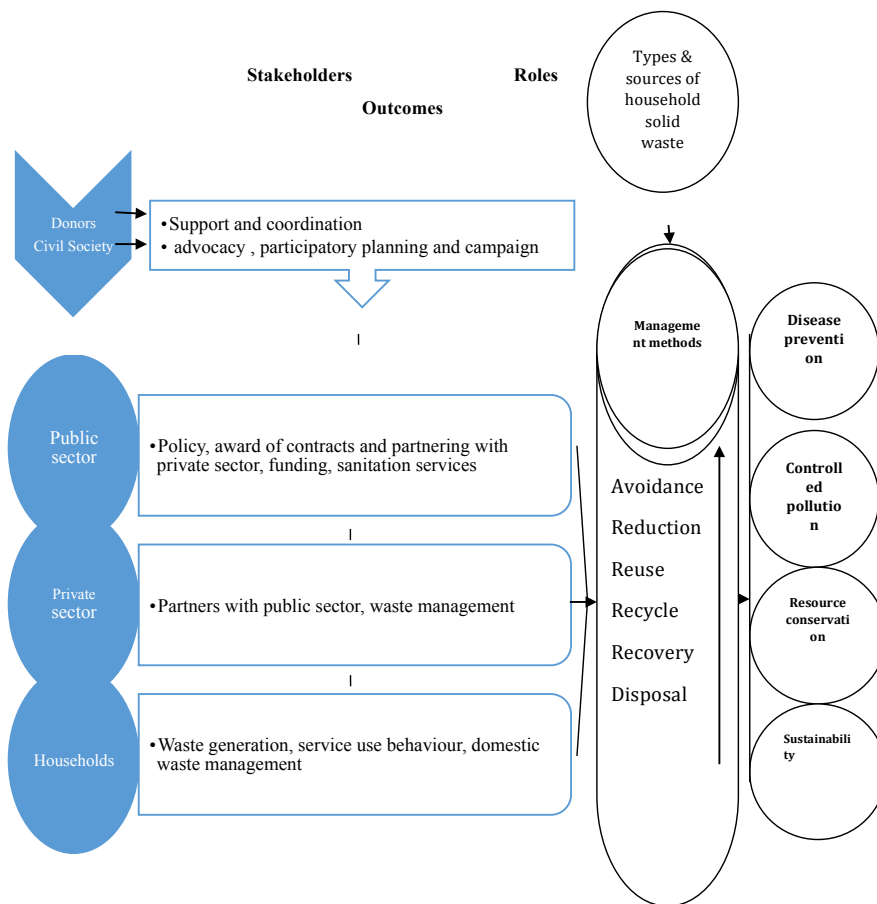 Stakeholders
Roles
Outcomes
Types &
sources of
household
solid
waste
Donors
Civil Society
•Support and coordination
•advocacy , participatory planning and campaign
Manageme
nt methods
Disease
preventi
on
Public
sector
•Policy, award of contracts and partnering with
private sector, funding, sanitation services
Controll
ed
pollutio
n
Avoidance
Reduction
Reuse
Recycle
Recovery
Disposal
Private
sector
•Partners with public sector, waste management
Resource
conservati
on
Households
•Waste generation, service use behaviour, domestic
waste management
Sustainabili
ty